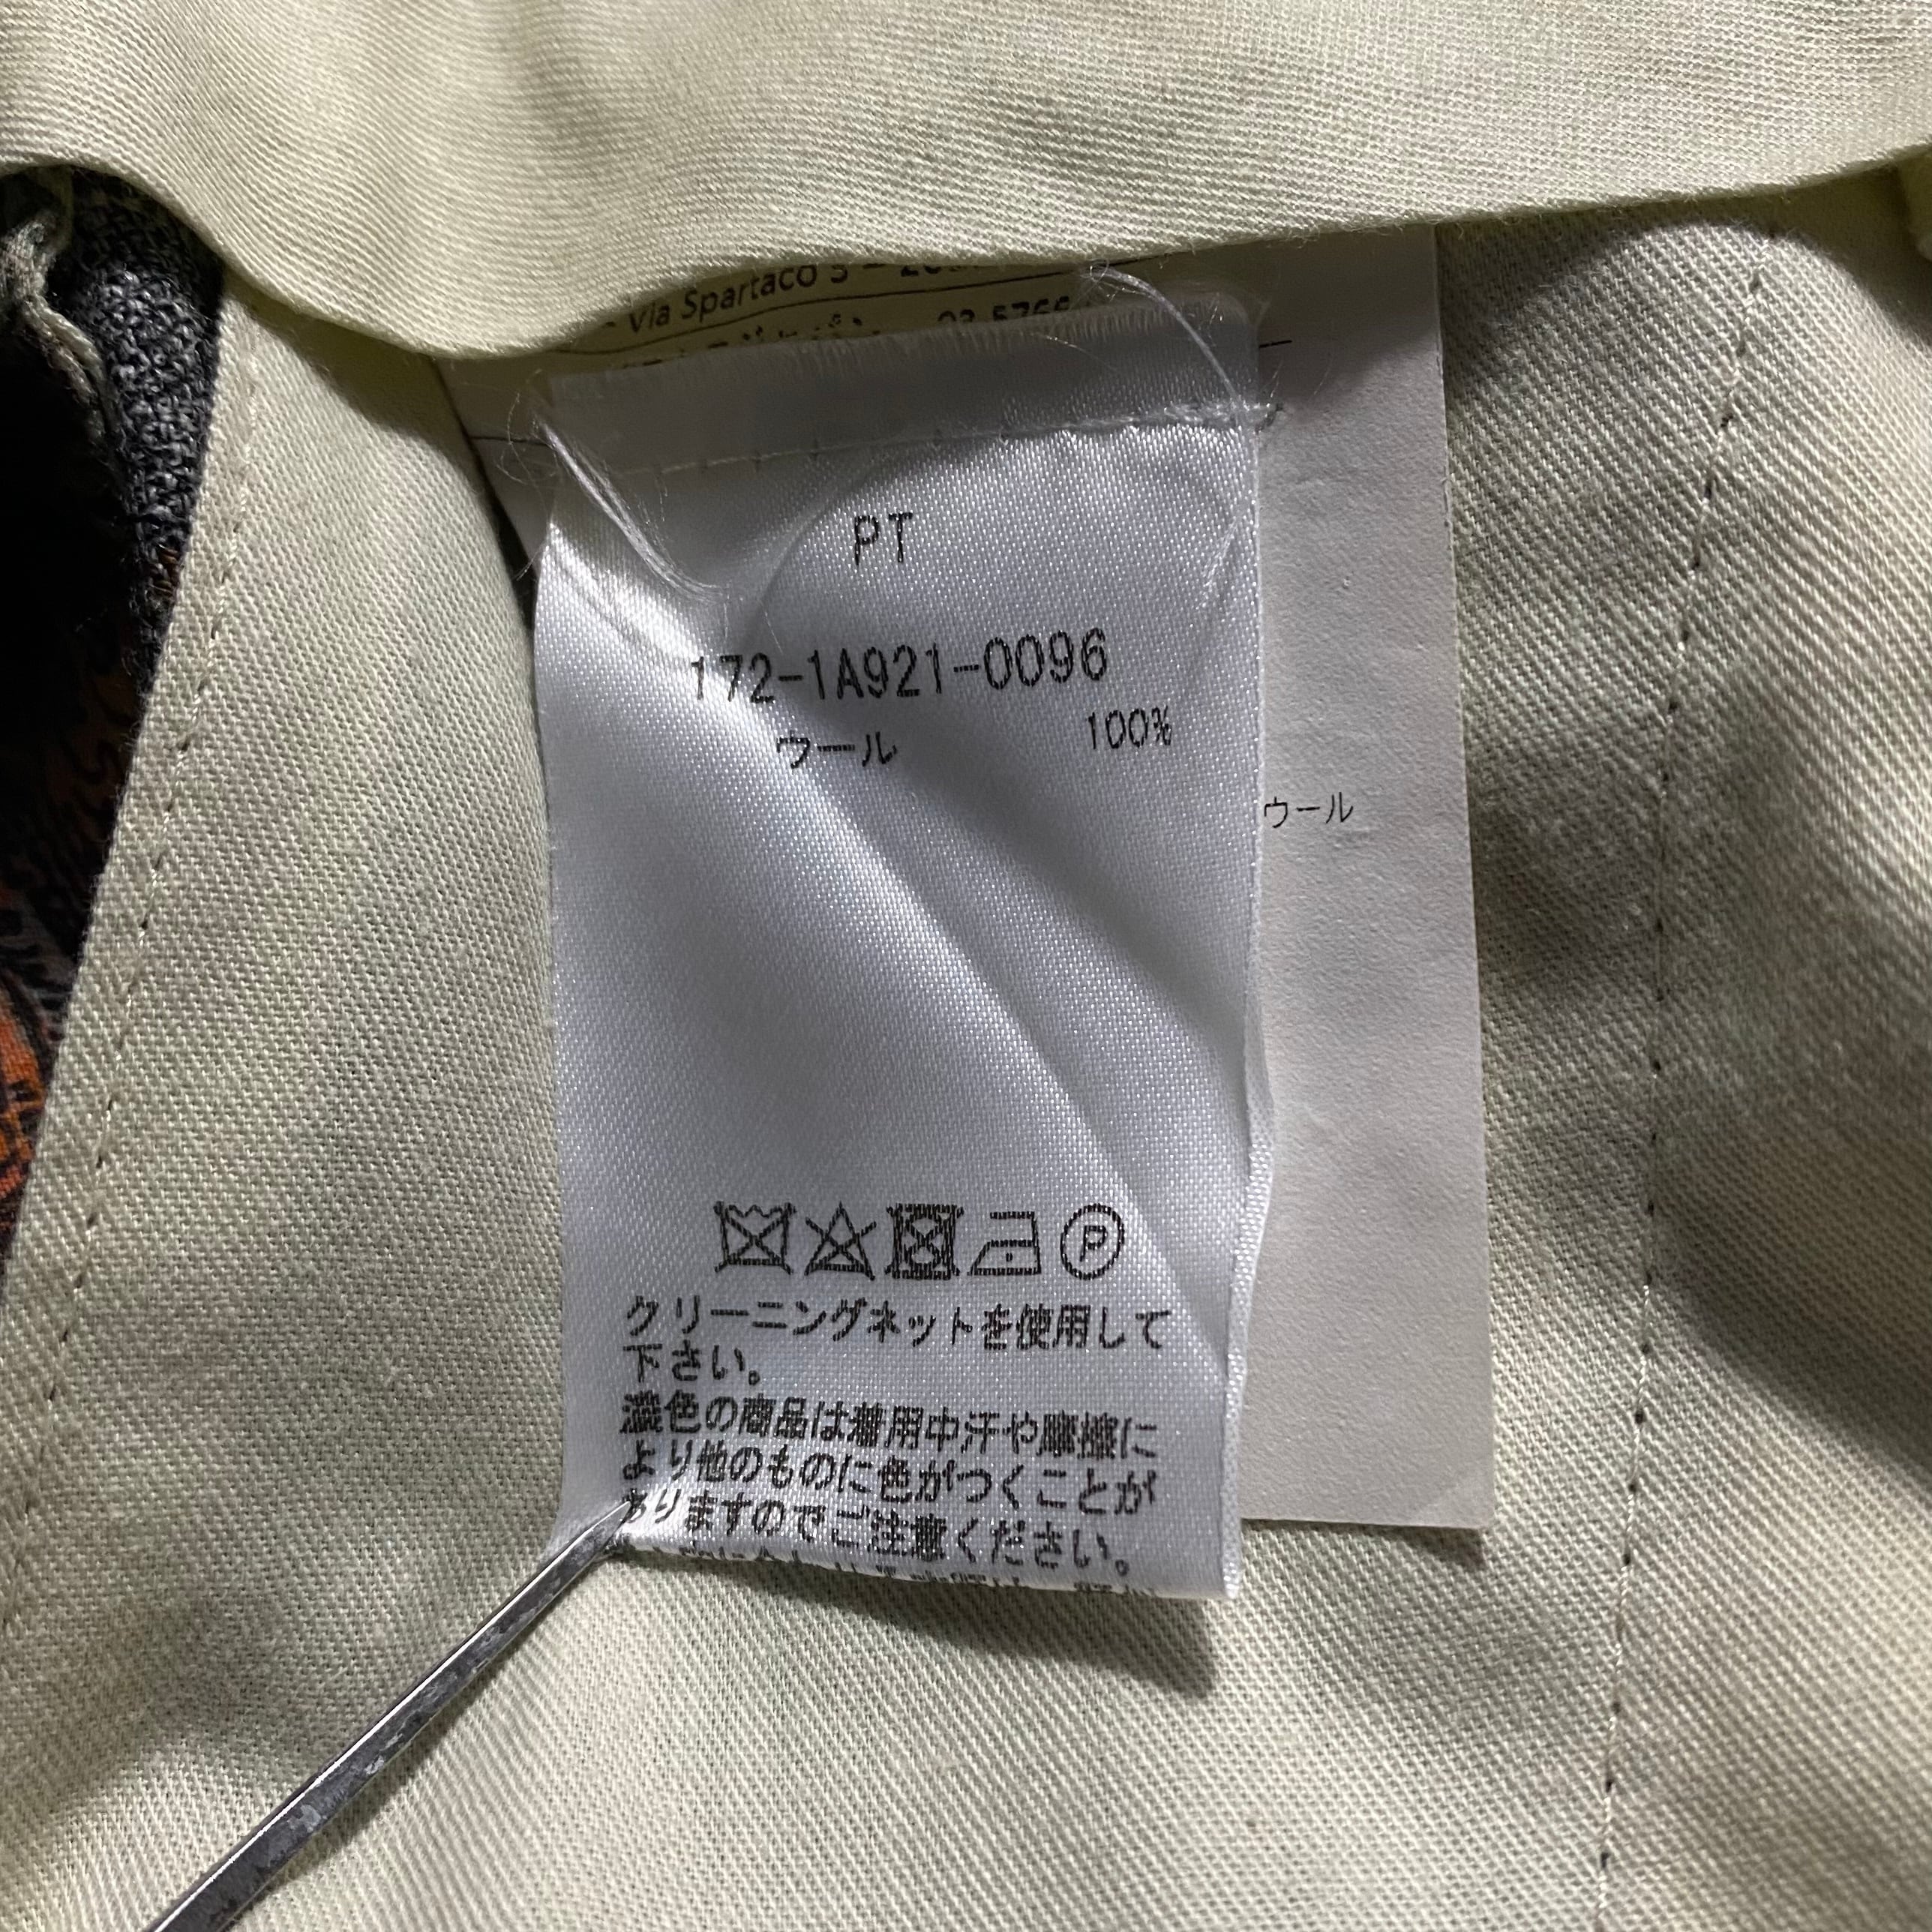 Via Spartaco
PT
172-1A921-0096
ウール 100%
ウール
P
クリーニングネットを使用して
下さい。
濃色の商品は着用中汗や摩擦に
より他のものに色がつくことが
ありますのでご注意ください。